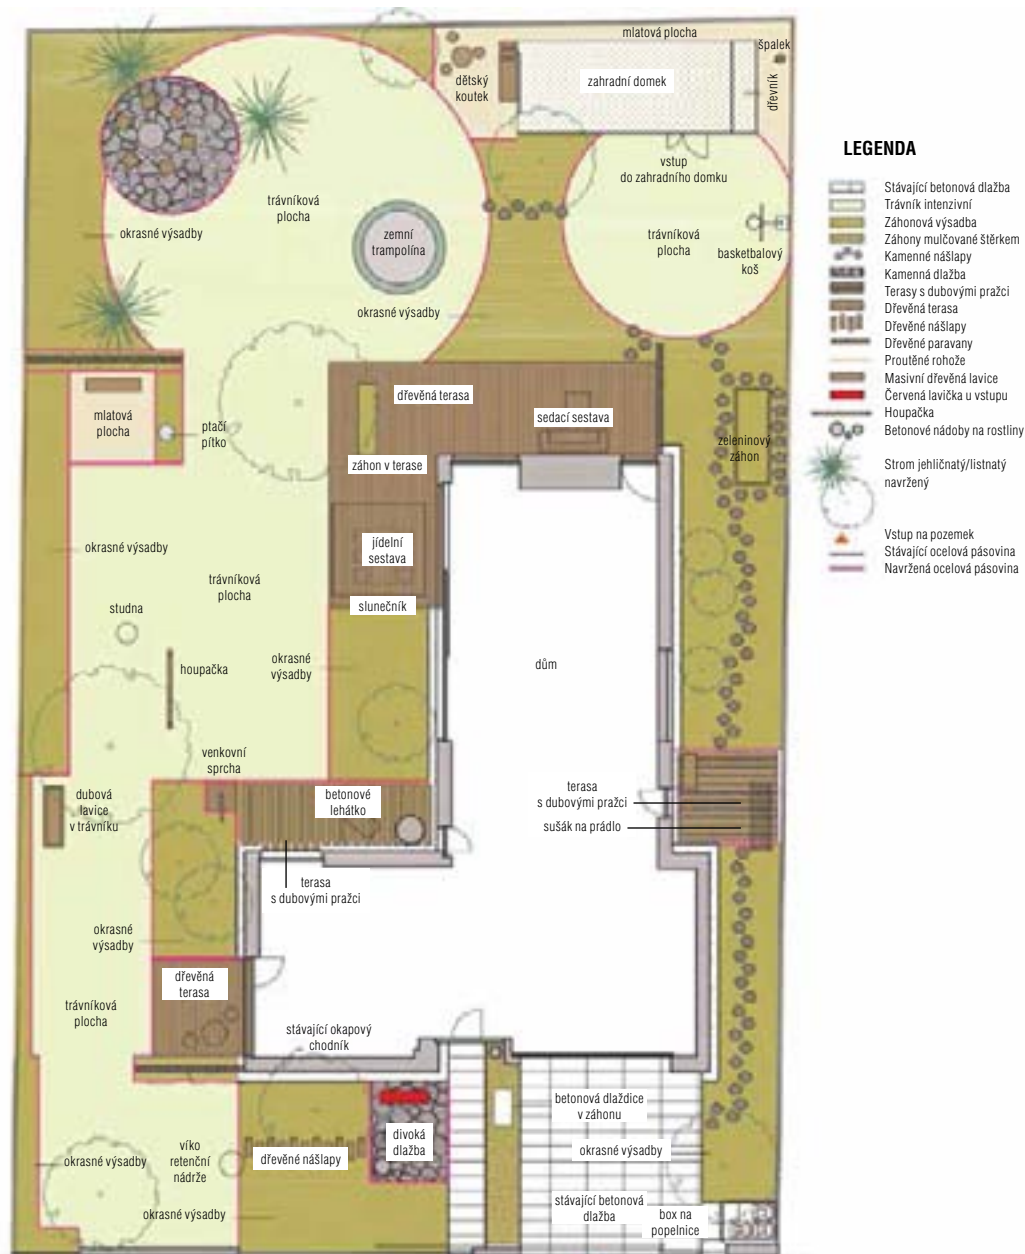 mlatová plocha
špalek
dětský
koutek
zahradní domek
dřevník
vstup
do zahradního domku
trávníková
plocha
okrasné výsadby
zemní
trampolína
trávníková
plocha
basketbalový
koš
okrasné výsadby
dřevěná terasa
sedací sestava
mlatová
plocha
ptačí
pítko
záhon v terase
zeleninový
záhon
okrasné výsadby
jídelní
sestava
trávníková
plocha
slunečník
studna
houpačka
okrasné
výsadby
dům
venkovní
sprcha
dubová
lavice
v trávníku
betonové
lehátko
terasa
s dubovými pražci
sušák na prádlo
terasa
s dubovými pražci
okrasné
výsadby
dřevěná
terasa
trávníková
plocha
stávající okapový
chodník
betonová dlaždice
v záhonu
divoká
dlažba
víko
retenční
nádrže
okrasné výsadby
dřevěné nášlapy
okrasné výsadby
okrasné výsadby
stávající betonová
dlažba
box na
popelnice
LEGENDA
Stávající betonová dlažba
Trávník intenzivní
Záhonová výsadba
Záhony mulčované štěrkem
Kamenné nášlapy
Kamenná dlažba
Terasy s dubovými pražci
Dřevěná terasa
Dřevěné nášlapy
Dřevěné paravany
Proutěné rohože
Masivní dřevěná lavice
Červená lavička u vstupu
Houpačka
Betonové nádoby na rostliny
Strom jehličnatý/listnatý
navržený
Vstup na pozemek
Stávající ocelová pásovina
Navržená ocelová pásovina